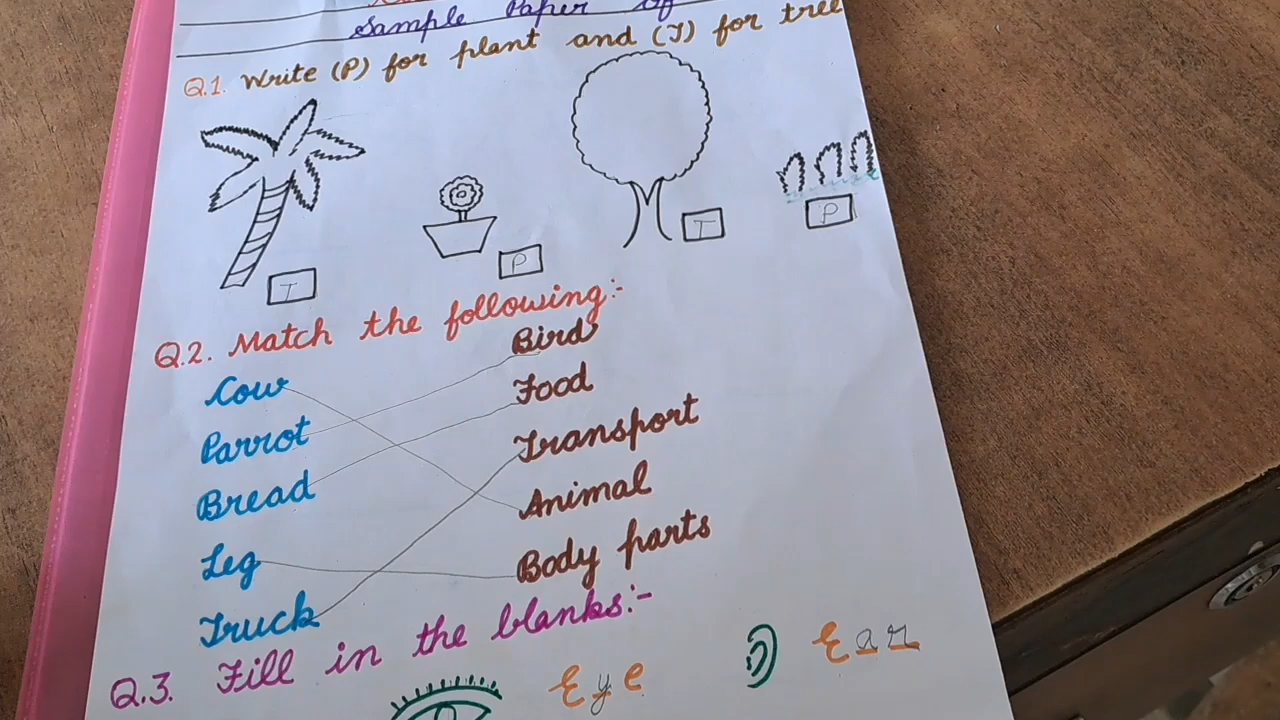 Sample Paper of
Q.1. Write (P) for plant and (T) for tree
T
P
T
P
Q.2. Match the following:-
Cow Bird
Parrot Food
Bread Transport
Leg Animal
Truck Body parts
Q.3. Fill in the blanks:-
Eye Ear